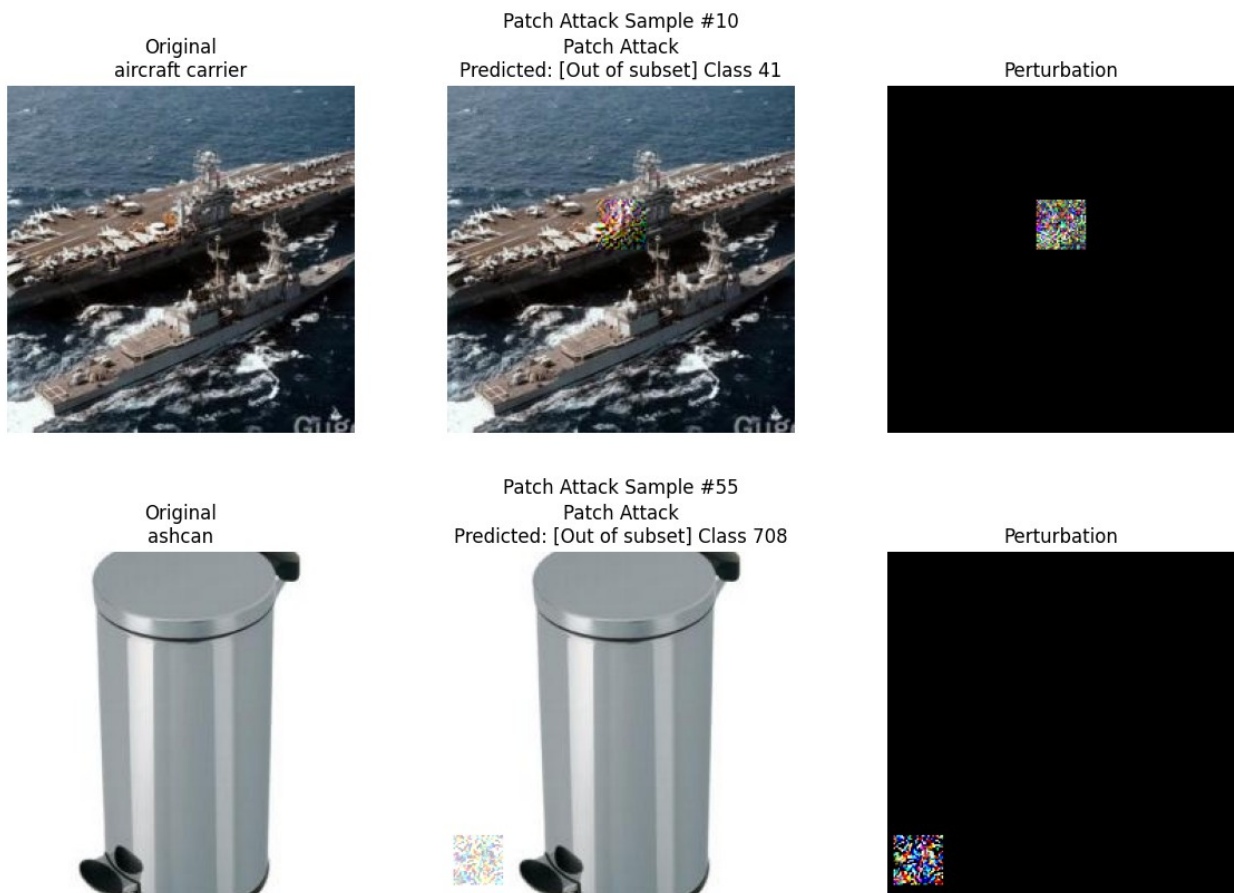 Patch Attack Sample #10
Original
aircraft carrier
Patch Attack
Predicted: [Out of subset] Class 41
Perturbation
Patch Attack Sample #55
Original
ashcan
Patch Attack
Predicted: [Out of subset] Class 708
Perturbation